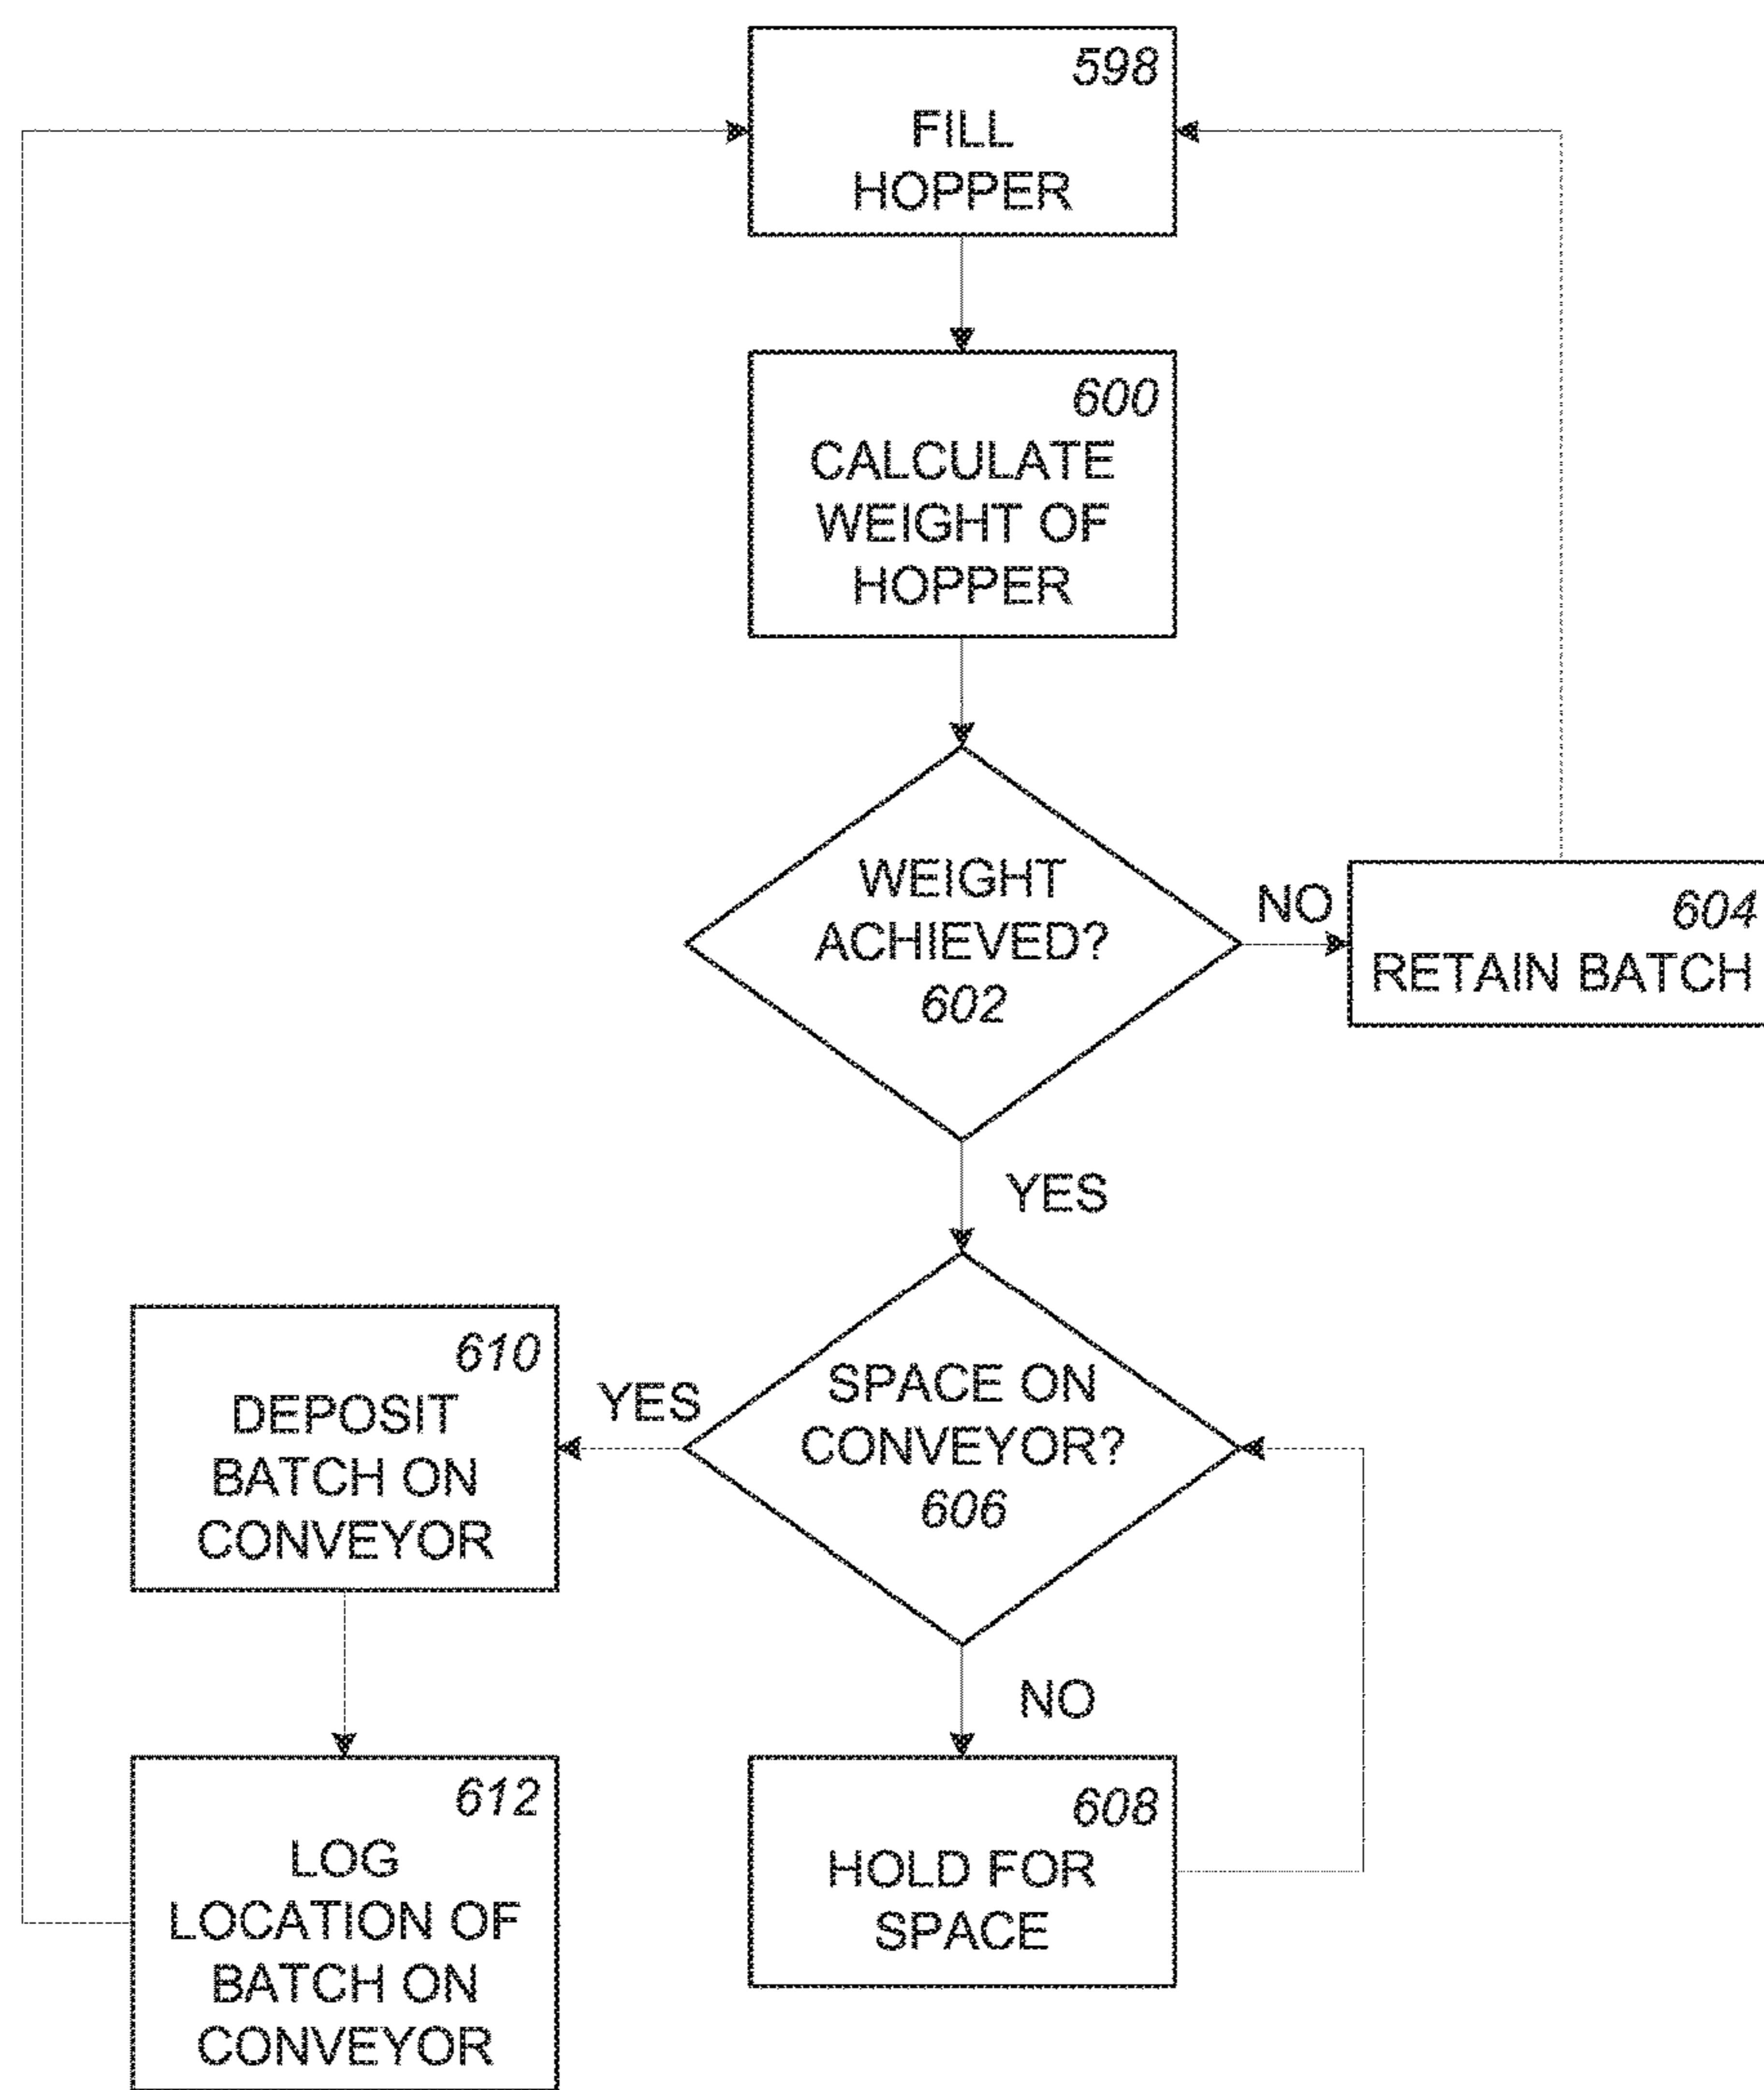 598
FILL
HOPPER
600
CALCULATE
WEIGHT OF
HOPPER
WEIGHT
ACHIEVED?
602
NO
604
RETAIN BATCH
YES
SPACE ON
CONVEYOR?
606
YES
610
DEPOSIT
BATCH ON
CONVEYOR
NO
608
HOLD FOR
SPACE
612
LOG
LOCATION OF
BATCH ON
CONVEYOR